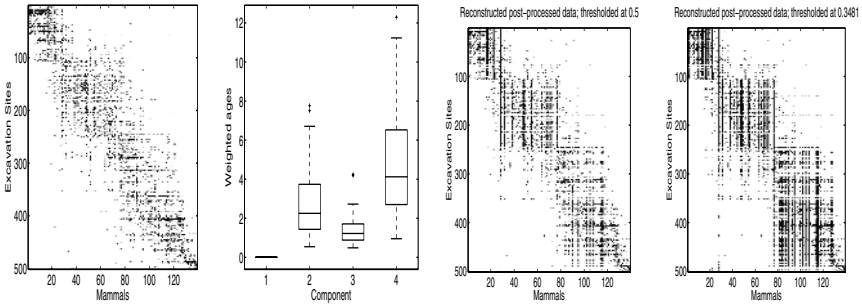 Reconstructed post-processed data; thresholded at 0.5
Reconstructed post-processed data; thresholded at 0.3481
Excavation Sites
100
200
300
400
500
20 40 60 80 100 120
Mammals
Weighted ages
12
10
8
6
4
2
0
1 2 3 4
Component
Excavation Sites
100
200
300
400
500
20 40 60 80 100 120
Mammals
Excavation Sites
100
200
300
400
500
20 40 60 80 100 120
Mammals